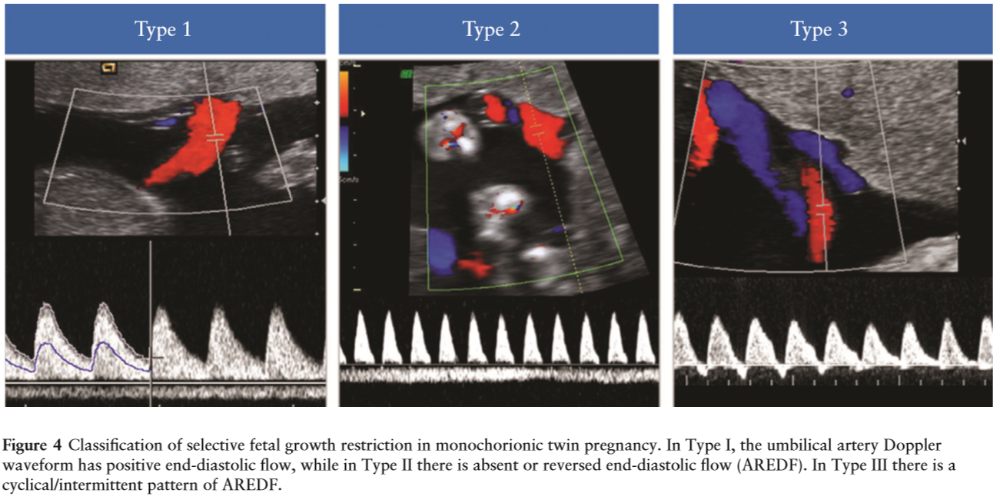 Type 1
Type 2
Type 3
Figure 4 Classification of selective fetal growth restriction in monochorionic twin pregnancy. In Type I, the umbilical artery Doppler
waveform has positive end-diastolic flow, while in Type II there is absent or reversed end-diastolic flow (AREDF). In Type III there is a
cyclical/intermittent pattern of AREDF.